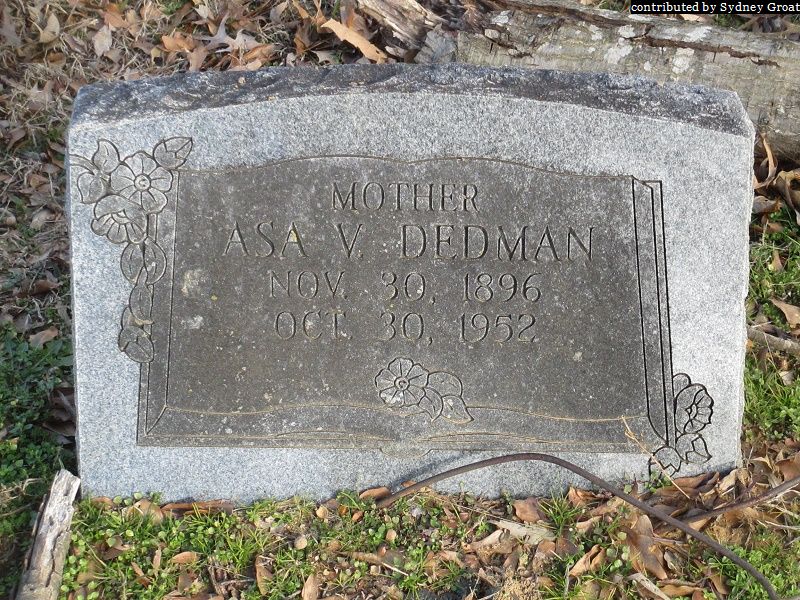 contributed by Sydney Groat
MOTHER
ASA V. DEDMAN
NOV. 30, 1896
OCT. 30, 1952